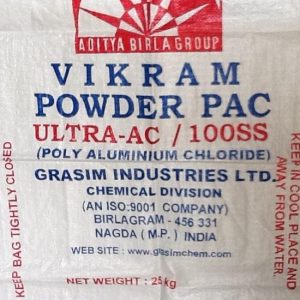 ADITYA BIRLA GROUP
VIKRAM
POWDER PAC
ULTRA-AC / 100SS
(POLY ALUMINIUM CHLORIDE)
GRASIM INDUSTRIES LTD.
CHEMICAL DIVISION
(AN ISO:9001 COMPANY)
BIRLAGRAM - 456 331
NAGDA ( M.P. ) INDIA
WEB SITE : www.grasimchem.com
NET WEIGHT : 25kg
KEEP BAG TIGHTLY CLOSED
KEEP IN COOL PLACE AND
AWAY FROM WATER